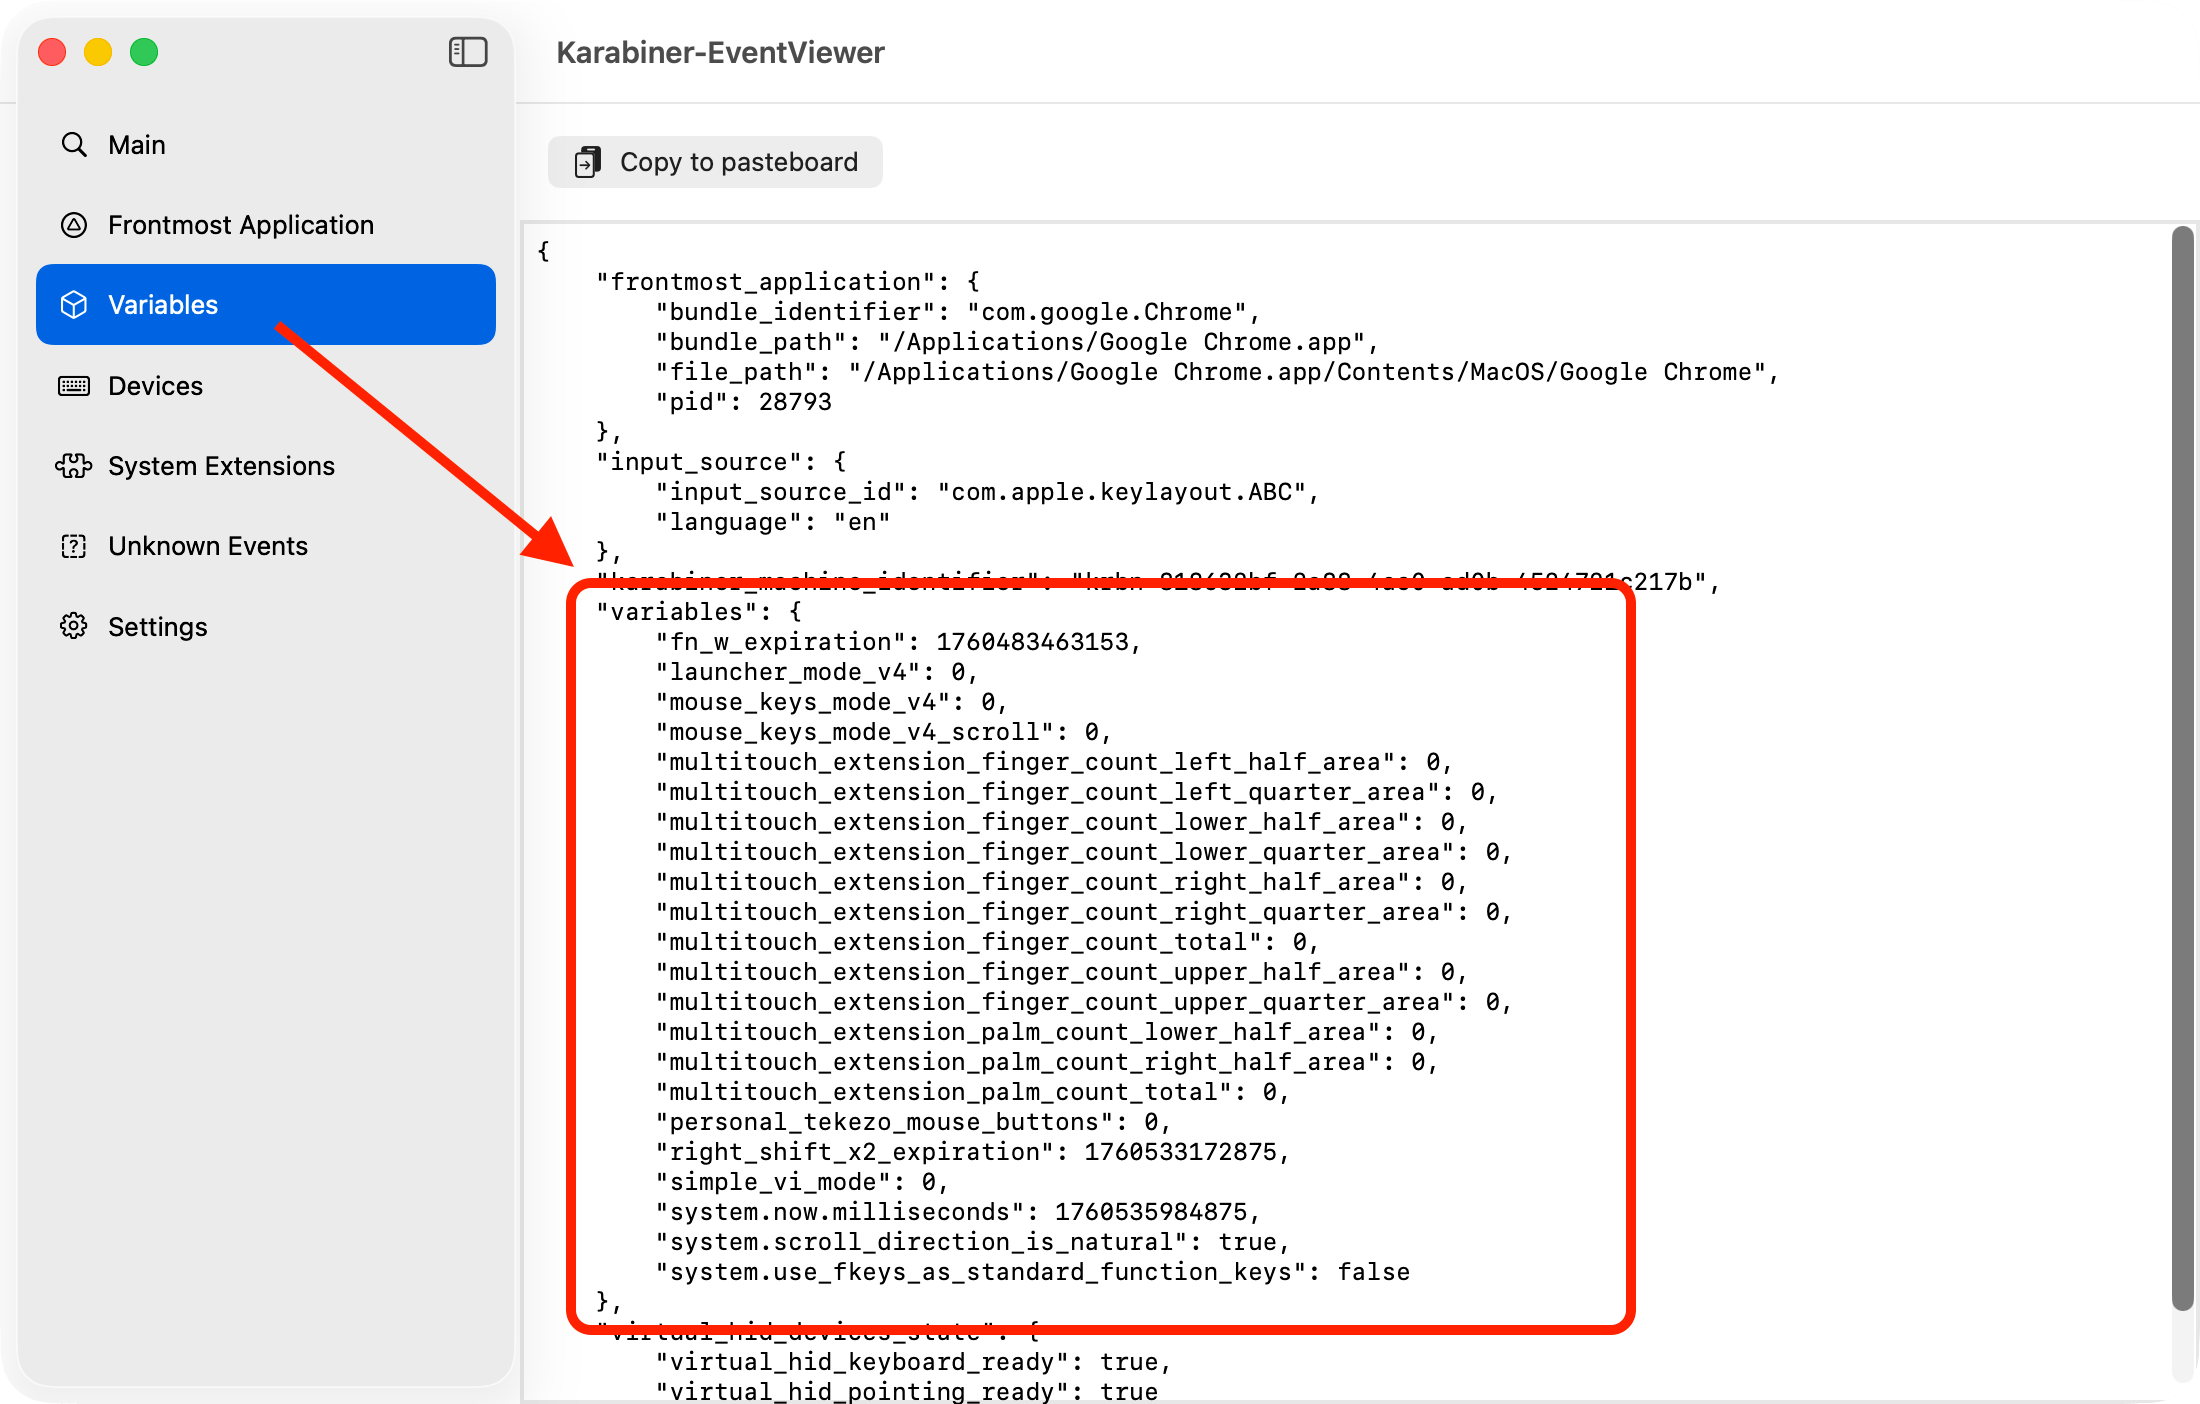 Karabiner-EventViewer
Main
Frontmost Application
Variables
Devices
System Extensions
Unknown Events
Settings
Copy to pasteboard
{
"frontmost_application": {
"bundle_identifier": "com.google.Chrome",
"bundle_path": "/Applications/Google Chrome.app",
"file_path": "/Applications/Google Chrome.app/Contents/MacOS/Google Chrome",
"pid": 28793
},
"input_source": {
"input_source_id": "com.apple.keylayout.ABC",
"language": "en"
},
"karabiner_machine_identifier":
"variables": {
"fn_w_expiration": 1760483463153,
"launcher_mode_v4": 0,
"mouse_keys_mode_v4": 0,
"mouse_keys_mode_v4_scroll": 0,
"multitouch_extension_finger_count_left_half_area": 0,
"multitouch_extension_finger_count_left_quarter_area": 0,
"multitouch_extension_finger_count_lower_half_area": 0,
"multitouch_extension_finger_count_lower_quarter_area": 0,
"multitouch_extension_finger_count_right_half_area": 0,
"multitouch_extension_finger_count_right_quarter_area": 0,
"multitouch_extension_finger_count_total": 0,
"multitouch_extension_finger_count_upper_half_area": 0,
"multitouch_extension_finger_count_upper_quarter_area": 0,
"multitouch_extension_palm_count_lower_half_area": 0,
"multitouch_extension_palm_count_right_half_area": 0,
"multitouch_extension_palm_count_total": 0,
"personal_tekezo_mouse_buttons": 0,
"right_shift_x2_expiration": 1760533172875,
"simple_vi_mode": 0,
"system.now.milliseconds": 1760535984875,
"system.scroll_direction_is_natural": true,
"system.use_fkeys_as_standard_function_keys": false
},
"virtual_hid_devices_state": {
"virtual_hid_keyboard_ready": true,
"virtual_hid_pointing_ready": true